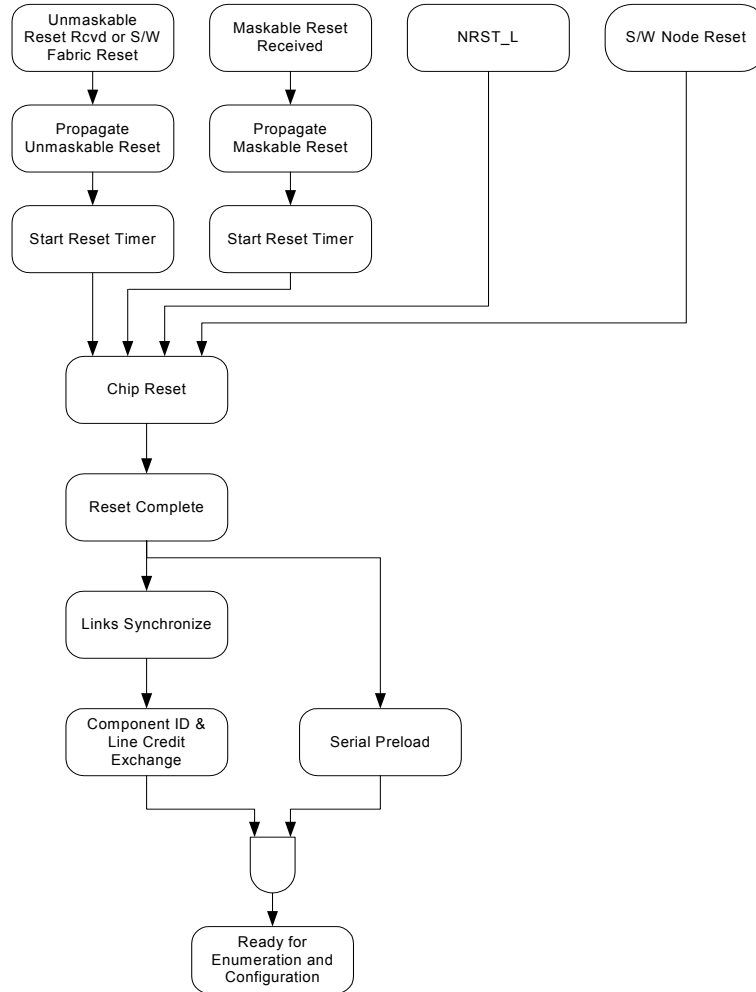 Unmaskable
Reset Rcvd or S/W
Fabric Reset
Maskable Reset
Received
NRST_L
S/W Node Reset
Propagate
Unmaskable Reset
Propagate
Maskable Reset
Start Reset Timer
Start Reset Timer
Chip Reset
Reset Complete
Links Synchronize
Component ID &
Line Credit
Exchange
Serial Preload
Ready for
Enumeration and
Configuration